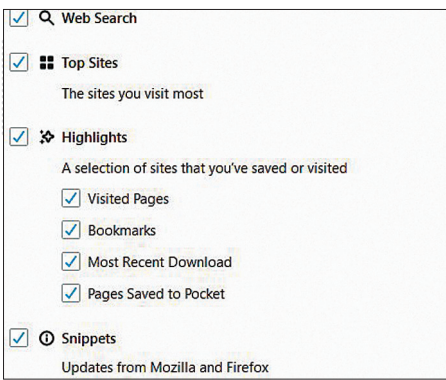 Web Search
Top Sites
The sites you visit most
Highlights
A selection of sites that you've saved or visited
Visited Pages
Bookmarks
Most Recent Download
Pages Saved to Pocket
Snippets
Updates from Mozilla and Firefox